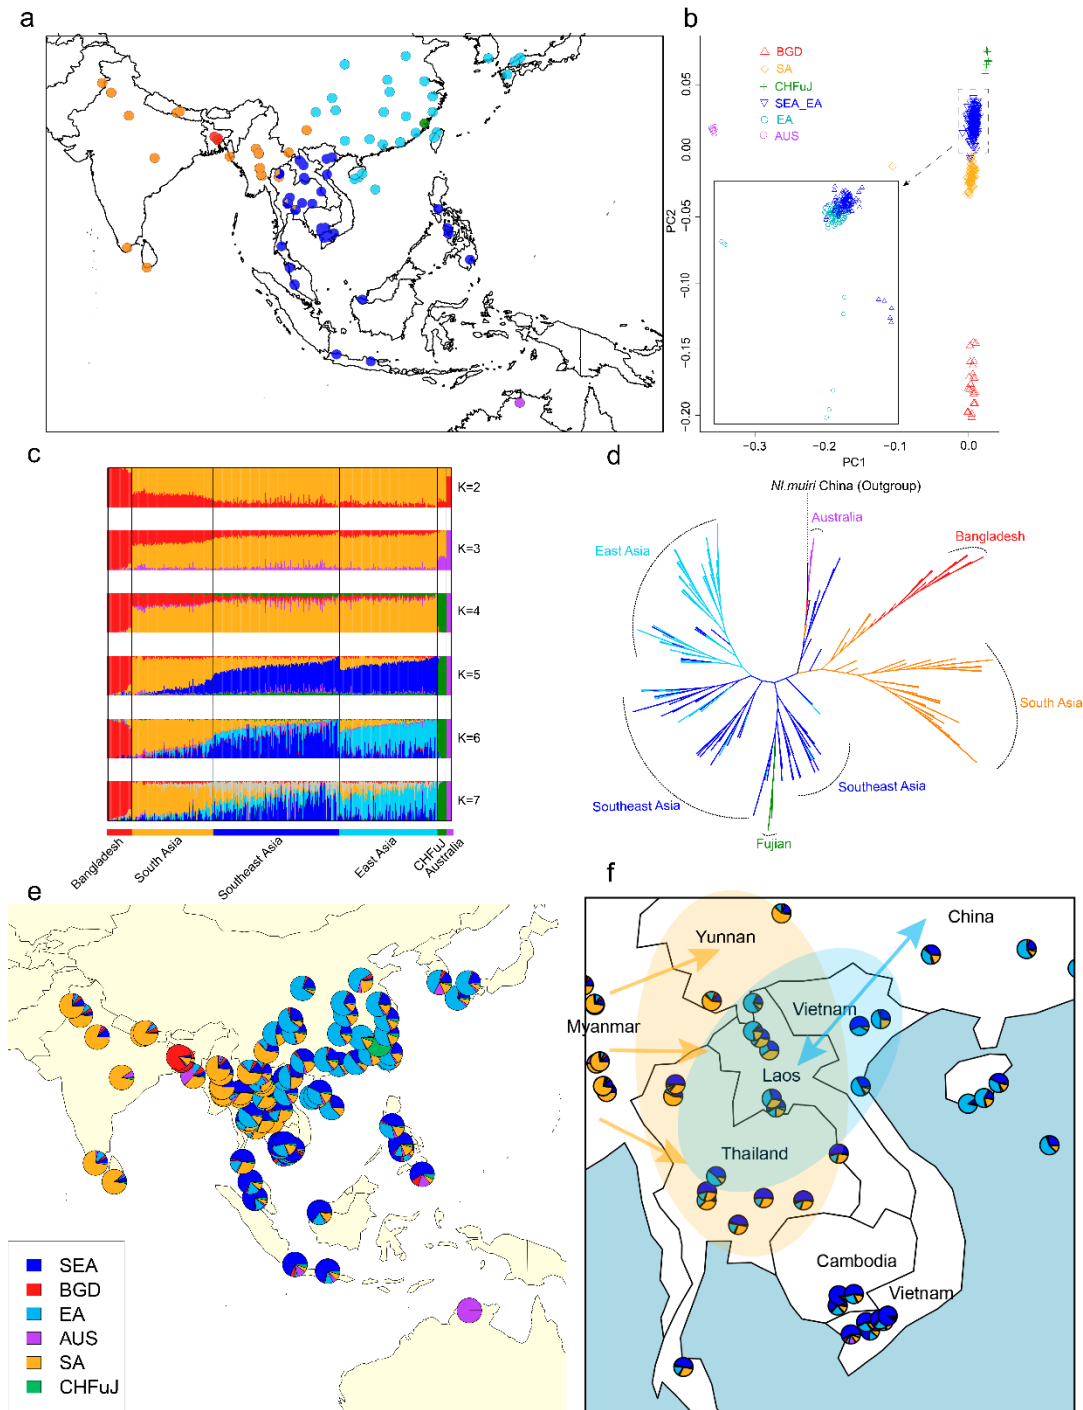 a
b
BGD
SA
CHFuJ
SEA_EA
EA
AUS
0.05
0.00
−0.05
−0.10
−0.15
−0.20
PC2
−0.3
−0.2
−0.1
0.0
PC1
c
K=2
K=3
K=4
K=5
K=6
K=7
Bangladesh
South Asia
Southeast Asia
East Asia
CHFuJ
Australia
d
Nl.muiri China (Outgroup)
Australia
East Asia
Bangladesh
South Asia
Southeast Asia
Southeast Asia
Fujian
e
SEA
BGD
EA
AUS
SA
CHFuJ
f
China
Yunnan
Vietnam
Myanmar
Laos
Thailand
Cambodia
Vietnam